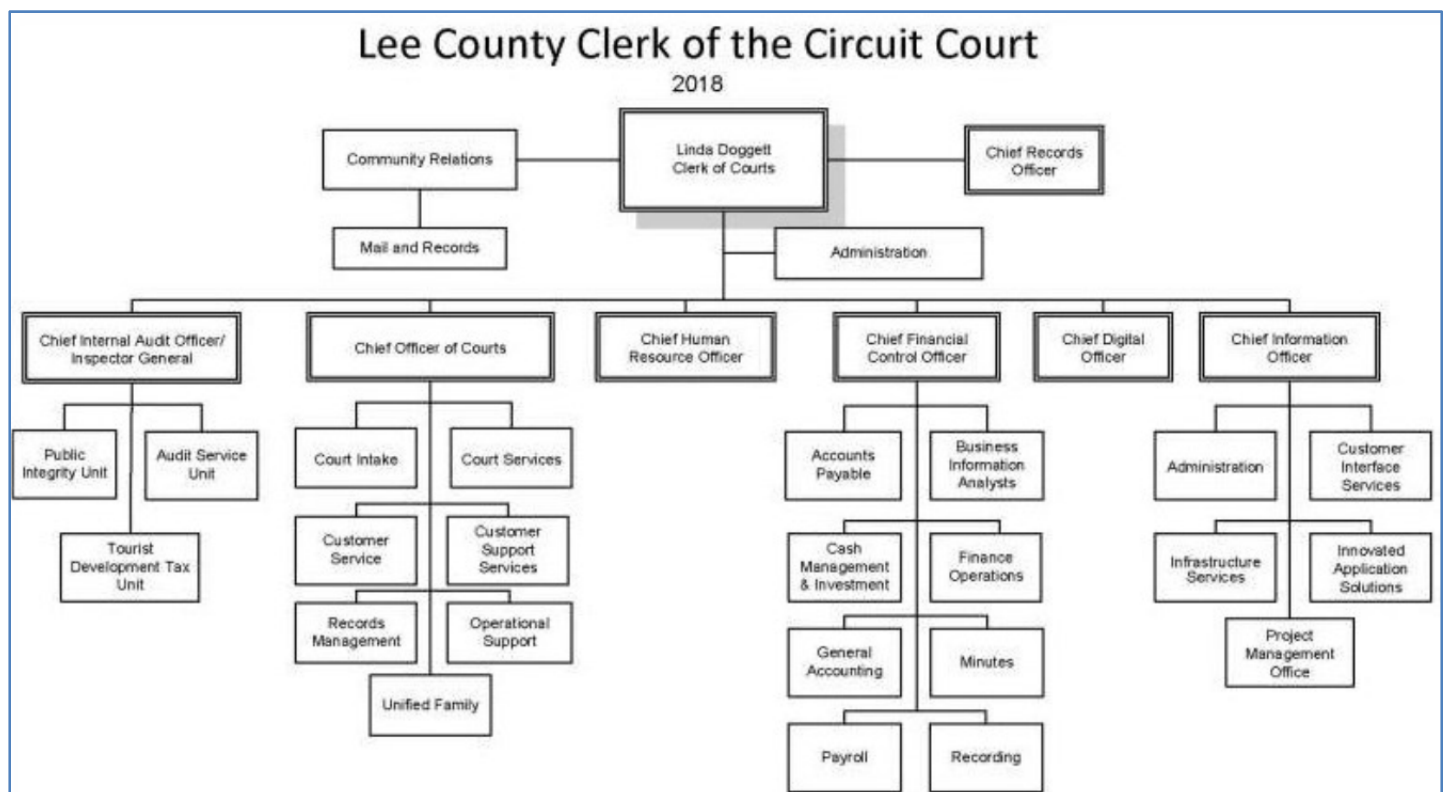 Lee County Clerk of the Circuit Court
2018
Community Relations
Linda Doggett
Clerk of Courts
Chief Records
Officer
Mail and Records
Administration
Chief Internal Audit Officer/
Inspector General
Chief Officer of Courts
Chief Human
Resource Officer
Chief Financial
Control Officer
Chief Digital
Officer
Chief Information
Officer
Public
Integrity Unit
Audit Service
Unit
Tourist
Development Tax
Unit
Court Intake
Court Services
Customer
Service
Customer
Support
Services
Records
Management
Operational
Support
Unified Family
Accounts
Payable
Business
Information
Analysts
Cash
Management
& Investment
Finance
Operations
General
Accounting
Minutes
Payroll
Recording
Administration
Customer
Interface
Services
Infrastructure
Services
Innovated
Application
Solutions
Project
Management
Office